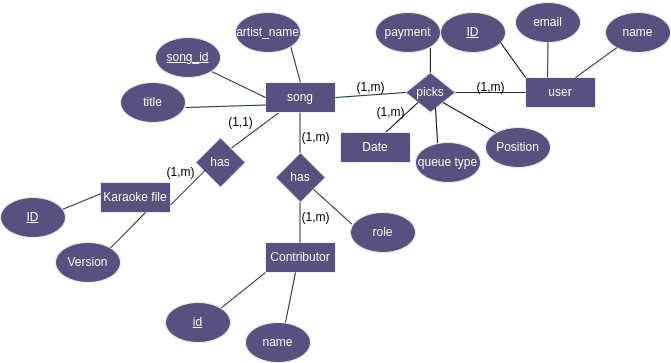 artist_name
payment
ID
email
name
song_id
title
song
(1,m)
picks
(1,m)
user
(1,m)
(1,1)
(1,m)
Date
queue type
Position
has
(1,m)
has
Karaoke file
ID
(1,m)
role
Version
Contributor
id
name